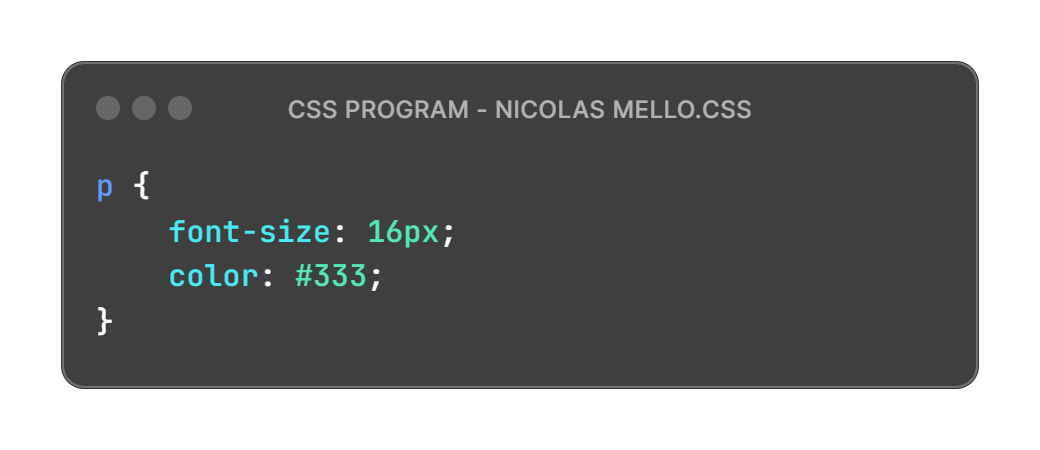 CSS PROGRAM - NICOLAS MELLO.CSS
p {
    font-size: 16px;
    color: #333;
}